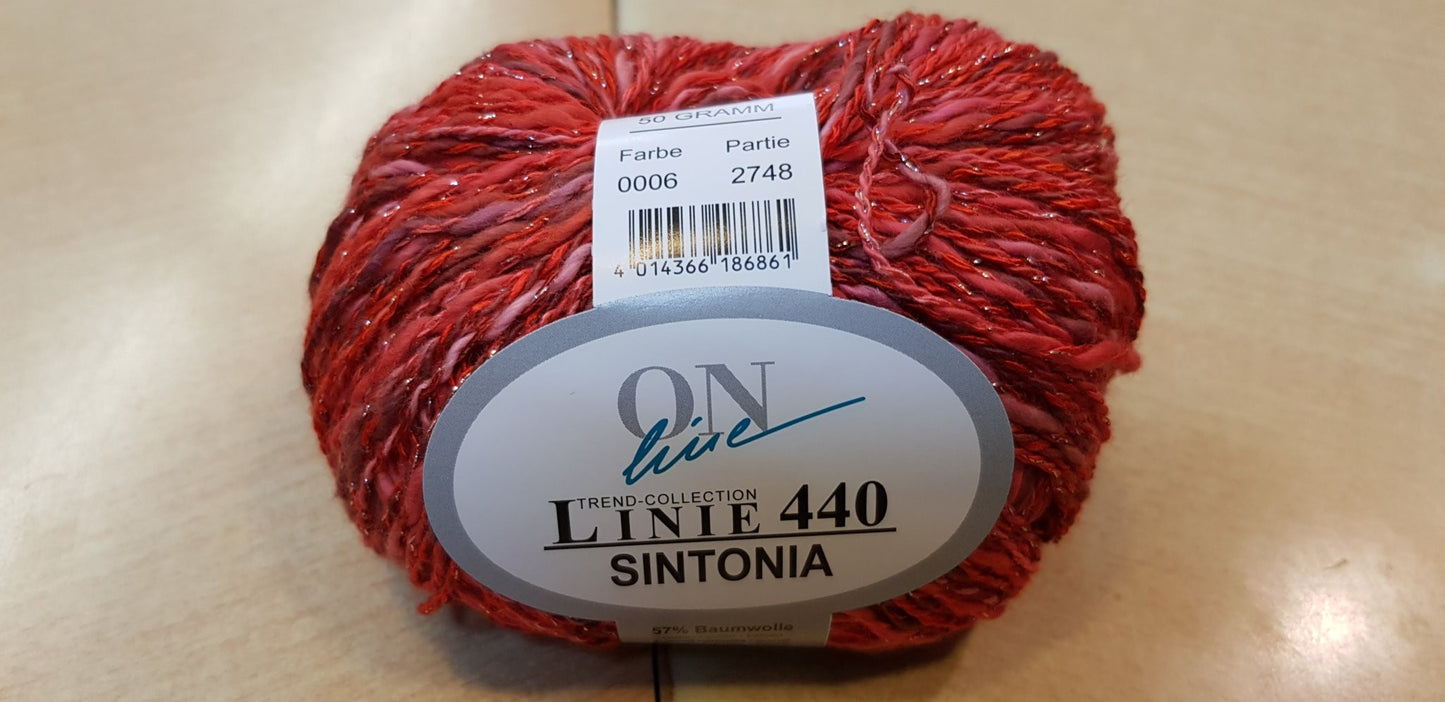 50 GRAMM
Farbe Partie
0006 2748
4 014366 186861
ON
line
TREND-COLLECTION
LINIE 440
SINTONIA
57% Baumwolle